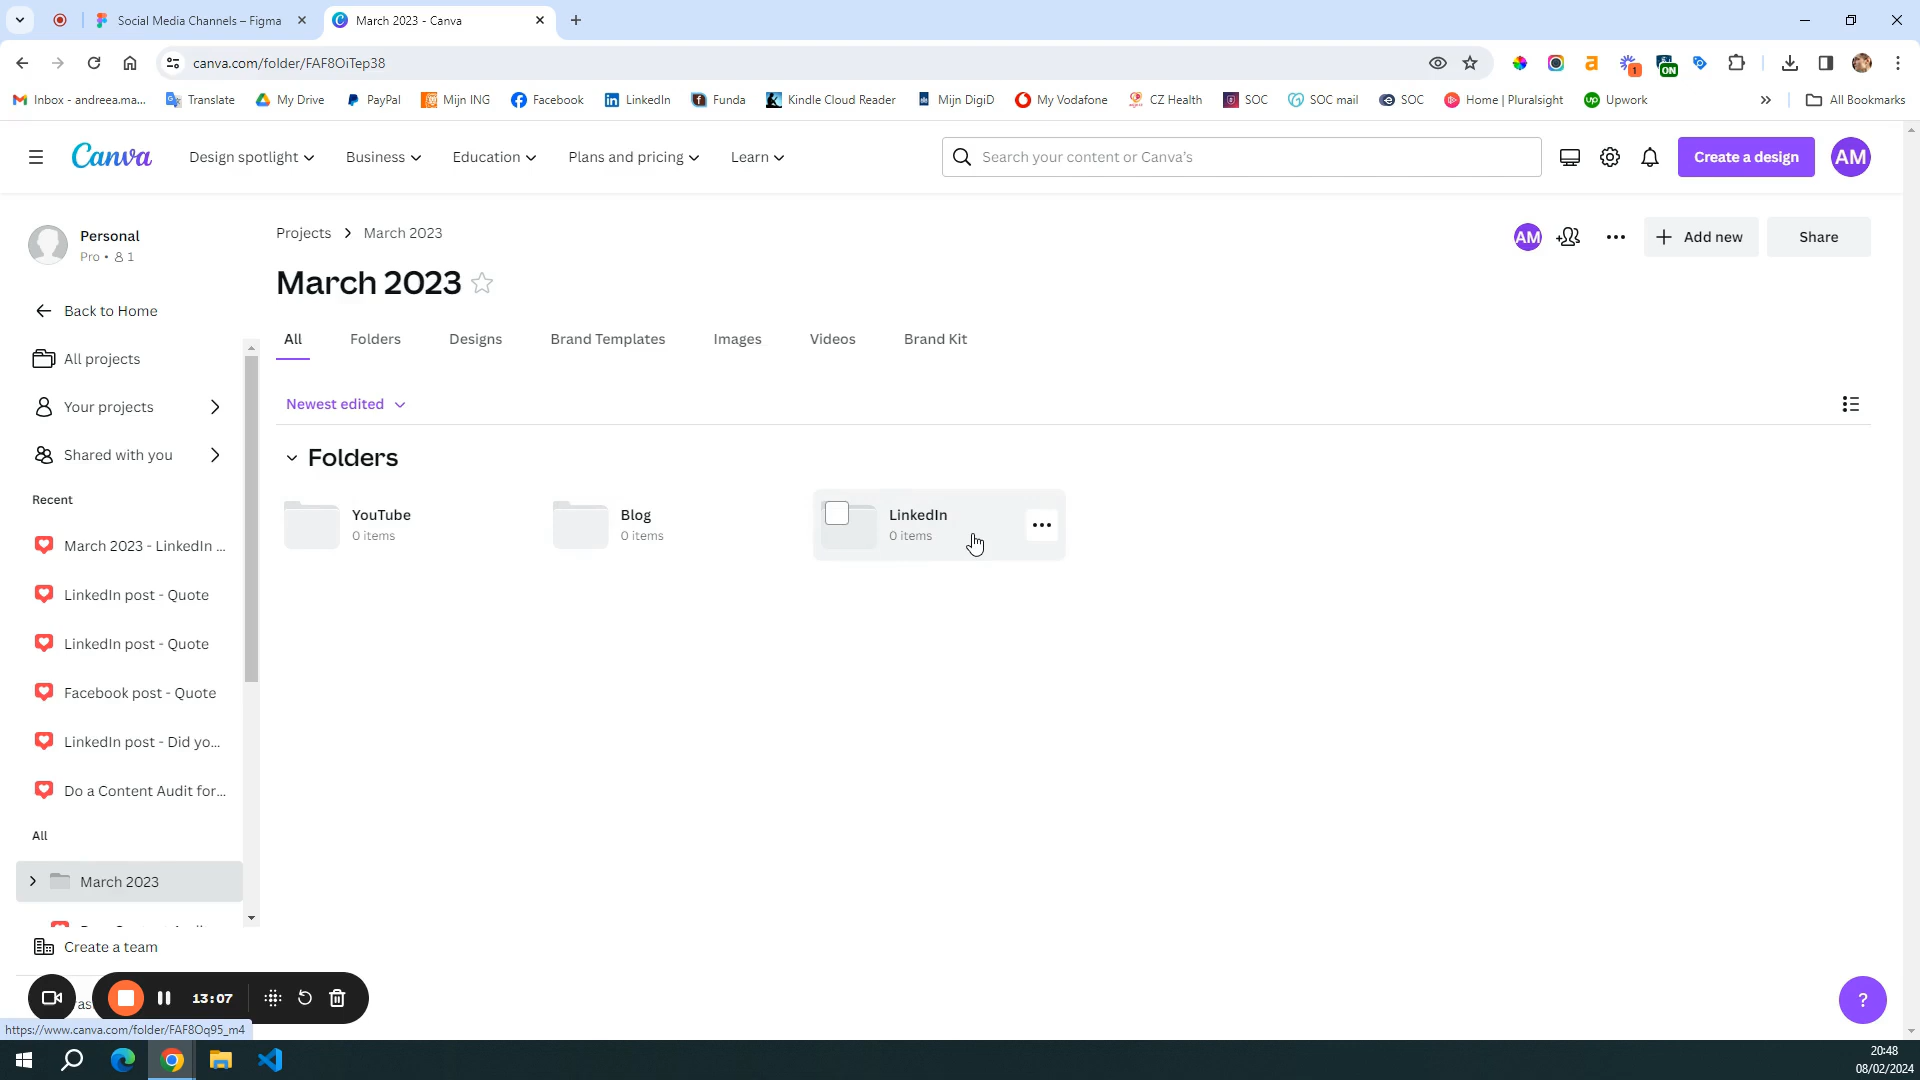 Social Media Channels – Figma
March 2023 - Canva
canva.com/folder/FAF8OiTep38
1
ON
Inbox - andreea.ma...
Translate
My Drive
PayPal
Mijn ING
Facebook
LinkedIn
Funda
Kindle Cloud Reader
Mijn DigiD
My Vodafone
CZ Health
SOC
SOC mail
SOC
Home | Pluralsight
Upwork
All Bookmarks
Canva
Design spotlight
Business
Education
Plans and pricing
Learn
Search your content or Canva's
Create a design
AM
Personal
Pro • 1
Back to Home
All projects
Your projects
Shared with you
Recent
March 2023 - LinkedIn ...
LinkedIn post - Quote
LinkedIn post - Quote
Facebook post - Quote
LinkedIn post - Did yo...
Do a Content Audit for...
All
March 2023
Create a team
Projects > March 2023
AM
Add new
Share
March 2023
All
Folders
Designs
Brand Templates
Images
Videos
Brand Kit
Newest edited
Folders
YouTube
0 items
Blog
0 items
LinkedIn
0 items
13:07
?
https://www.canva.com/folder/FAF8Oq95_m4
20:48
08/02/2024